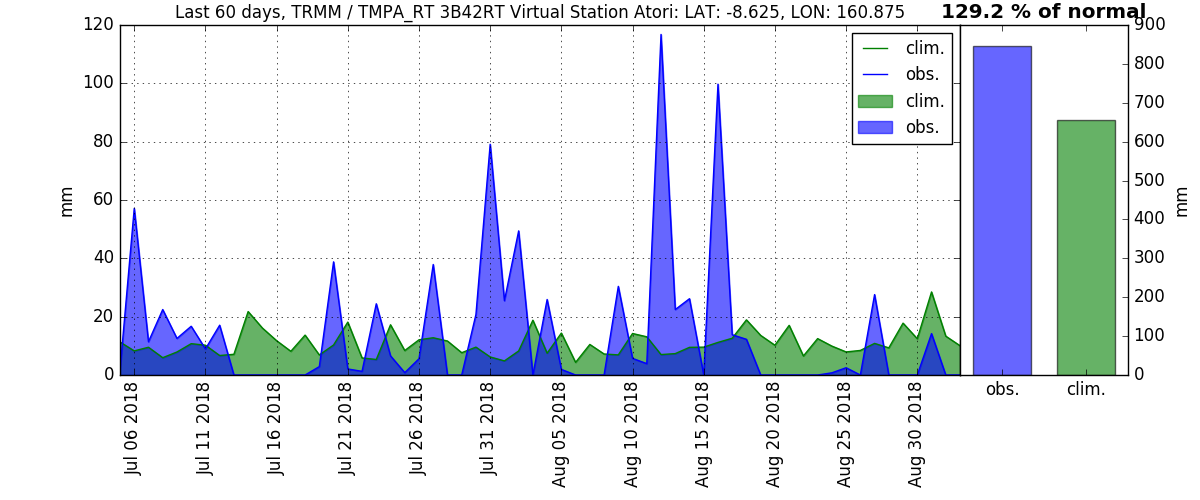 Last 60 days, TRMM / TMPA_RT 3B42RT Virtual Station Atori: LAT: -8.625, LON: 160.875
129.2 % of normal
120
100
80
60
40
20
0
mm
clim.
obs.
clim.
obs.
Jul 06 2018
Jul 11 2018
Jul 16 2018
Jul 21 2018
Jul 26 2018
Jul 31 2018
Aug 05 2018
Aug 10 2018
Aug 15 2018
Aug 20 2018
Aug 25 2018
Aug 30 2018
900
800
700
600
500
400
300
200
100
0
mm
obs.
clim.